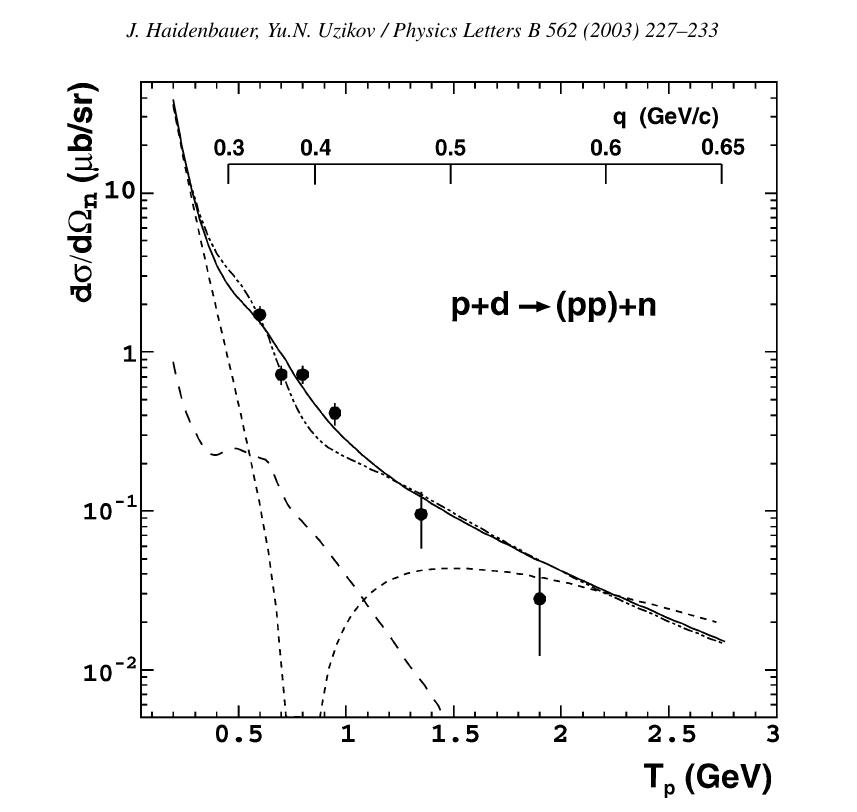 J. Haidenbauer, Yu.N. Uzikov / Physics Letters B 562 (2003) 227–233
dσ/dΩn (μb/sr)
q (GeV/c)
0.3 0.4 0.5 0.6 0.65
10
p+d → (pp)+n
1
10-1
10-2
0.5 1 1.5 2 2.5 3
Tp (GeV)